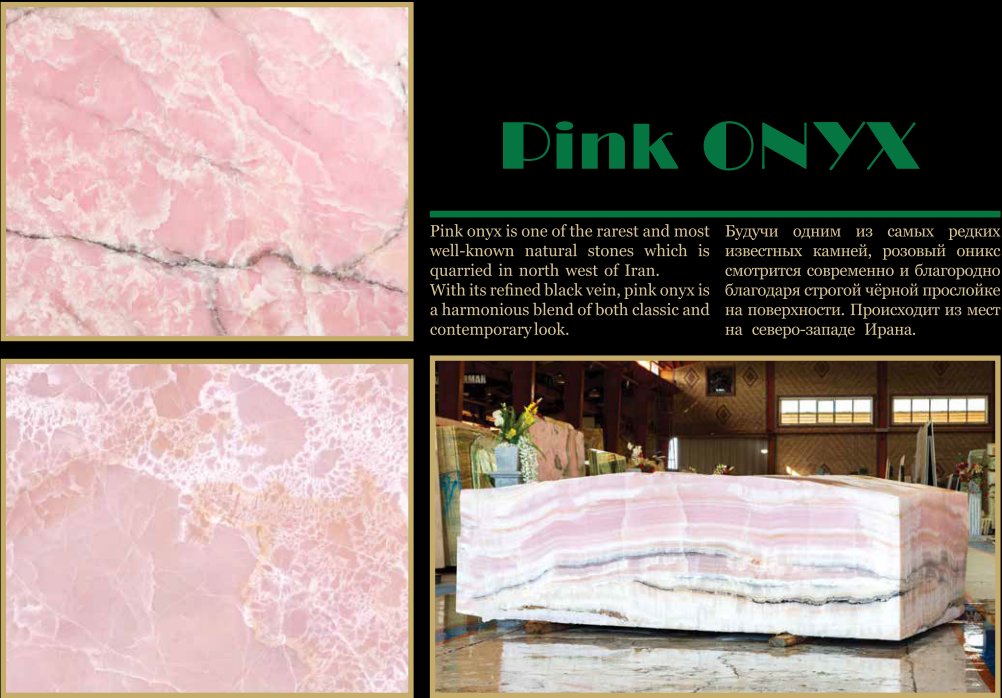 Pink ONYX
Pink onyx is one of the rarest and most
well-known natural stones which is
quarried in north west of Iran.
With its refined black vein, pink onyx is
a harmonious blend of both classic and
contemporary look.
Будучи одним из самых редких
известных камней, розовый оникс
смотрится современно и благородно
благодаря строгой чёрной прослойке
на поверхности. Происходит из мест
на северо-западе Ирана.